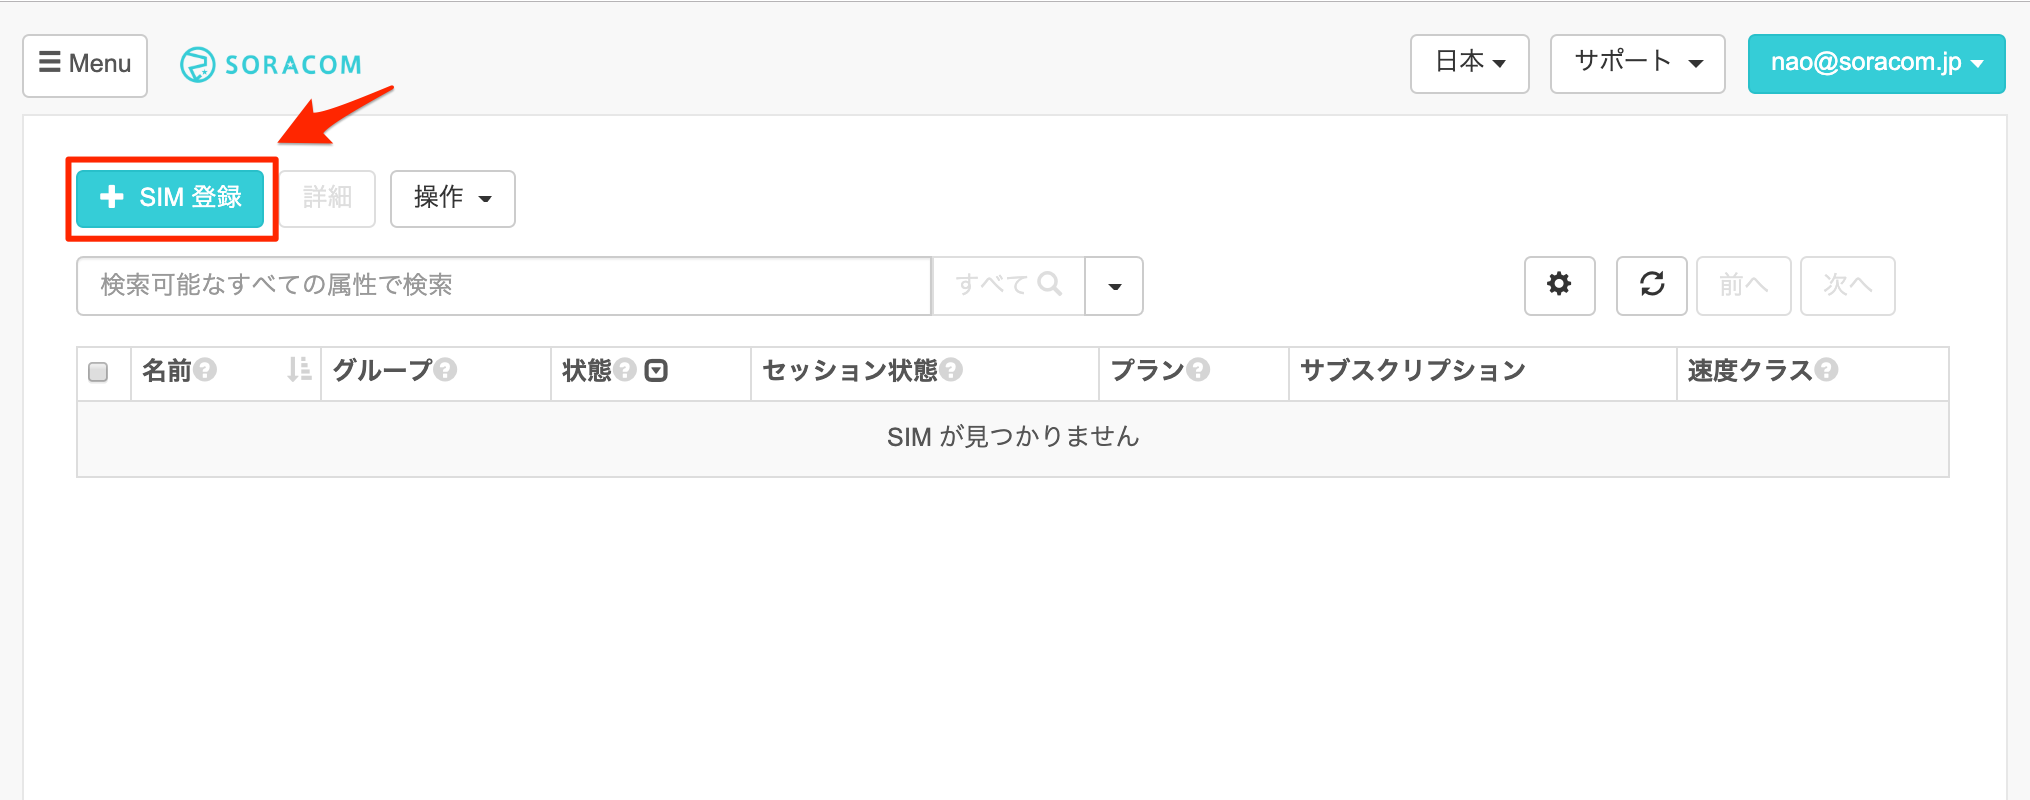 Menu
SORACOM
日本
サポート
nao@soracom.jp
SIM 登録
詳細
操作
検索可能なすべての属性で検索
すべて
前へ
次へ
名前 グループ 状態 セッション状態 プラン サブスクリプション 速度クラス
SIM が見つかりません